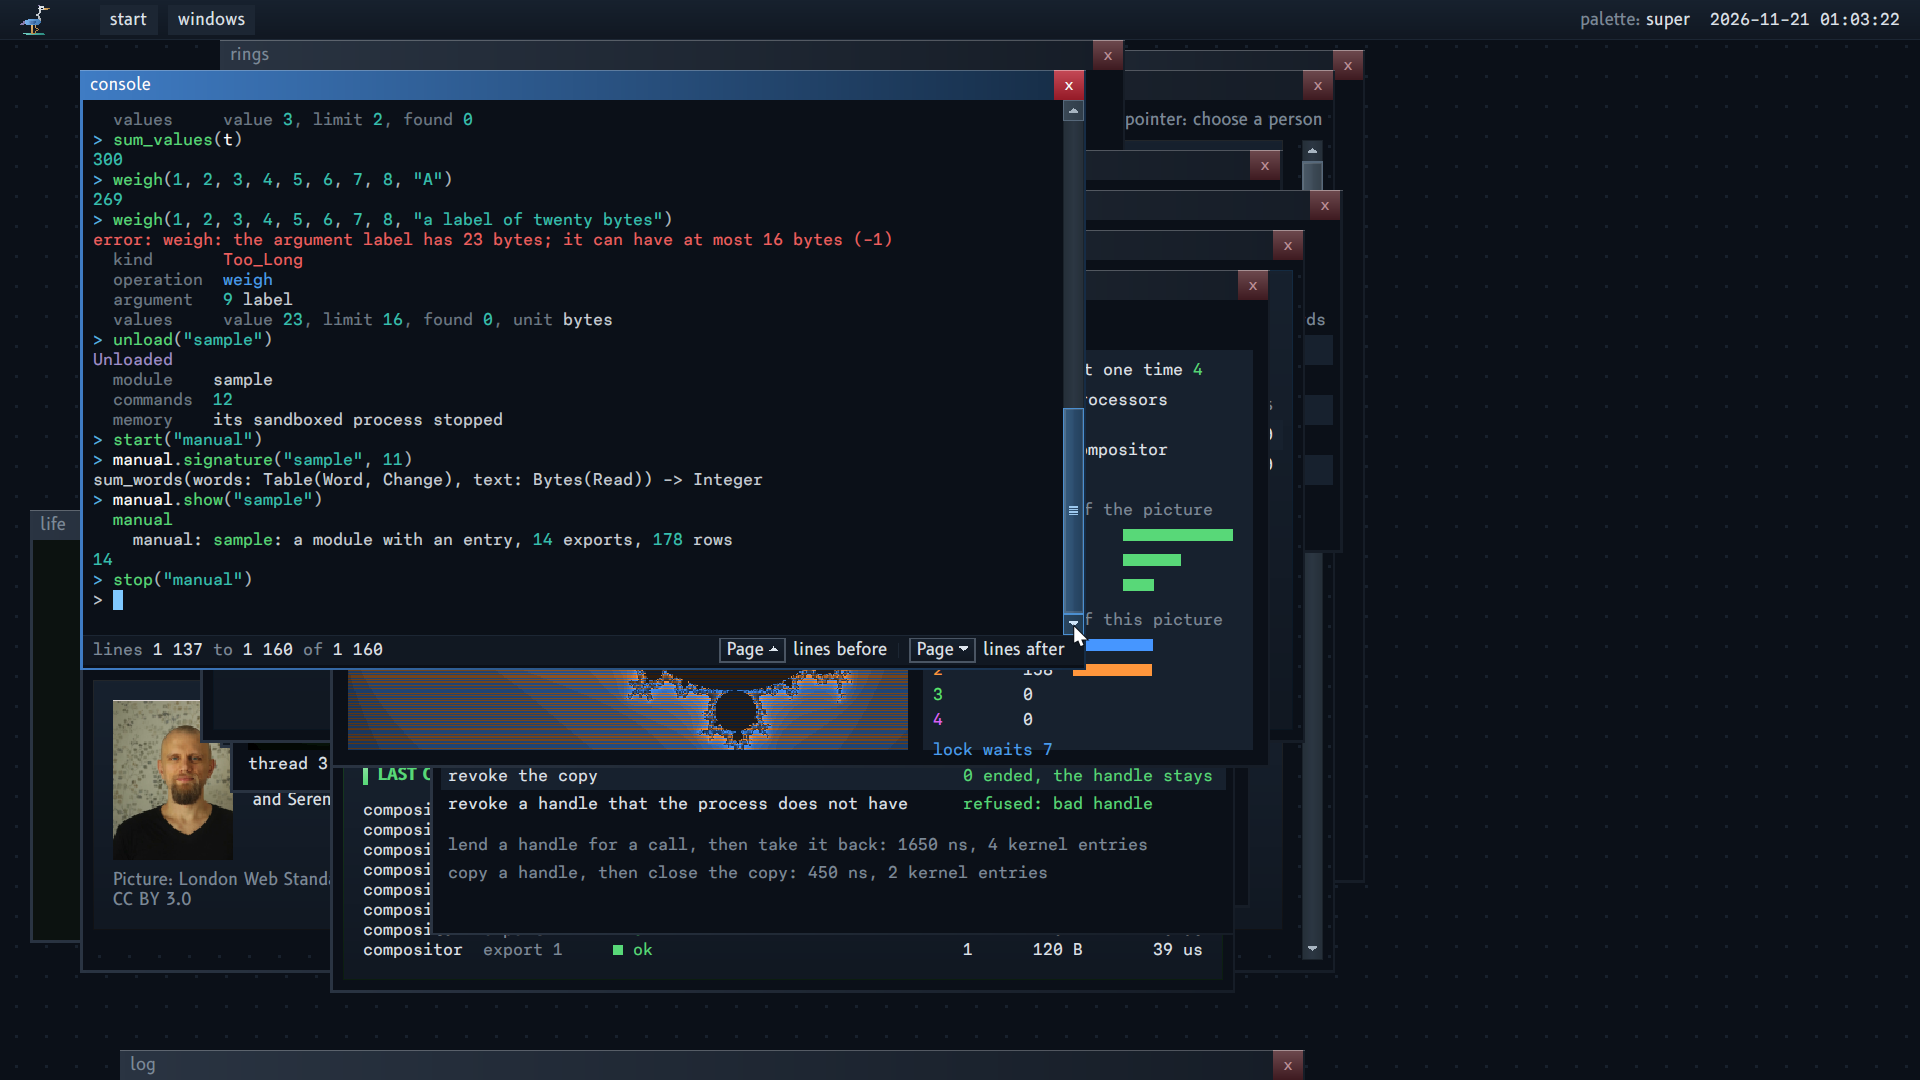 start windows palette: super 2026-11-21 01:03:22
rings x
x
console x
x
values value 3, limit 2, found 0
pointer: choose a person
> sum_values(t)
300
> weigh(1, 2, 3, 4, 5, 6, 7, 8, "A")
x
269
x
> weigh(1, 2, 3, 4, 5, 6, 7, 8, "a label of twenty bytes")
error: weigh: the argument label has 23 bytes; it can have at most 16 bytes (-1)
x
kind Too_Long
operation weigh
x
argument 9 label
values value 23, limit 16, found 0, unit bytes
ds
> unload("sample")
Unloaded
t one time 4
module sample
commands 12
ocessors
memory its sandboxed process stopped
> start("manual")
mpositor
> manual.signature("sample", 11)
sum_words(words: Table(Word, Change), text: Bytes(Read)) -> Integer
> manual.show("sample")
f the picture
manual
life
manual: sample: a module with an entry, 14 exports, 178 rows
14
> stop("manual")
>
f this picture
lines 1 137 to 1 160 of 1 160 Page lines before Page lines after
2 158
3 0
4 0
lock waits 7
thread 3
and Seren
Picture: London Web Standa
CC BY 3.0
LAST C
revoke the copy 0 ended, the handle stays
revoke a handle that the process does not have refused: bad handle
lend a handle for a call, then take it back: 1650 ns, 4 kernel entries
copy a handle, then close the copy: 450 ns, 2 kernel entries
composi
composi
composi
composi
composi
composi
composi
compositor export 1 ok 1 120 B 39 us
log x